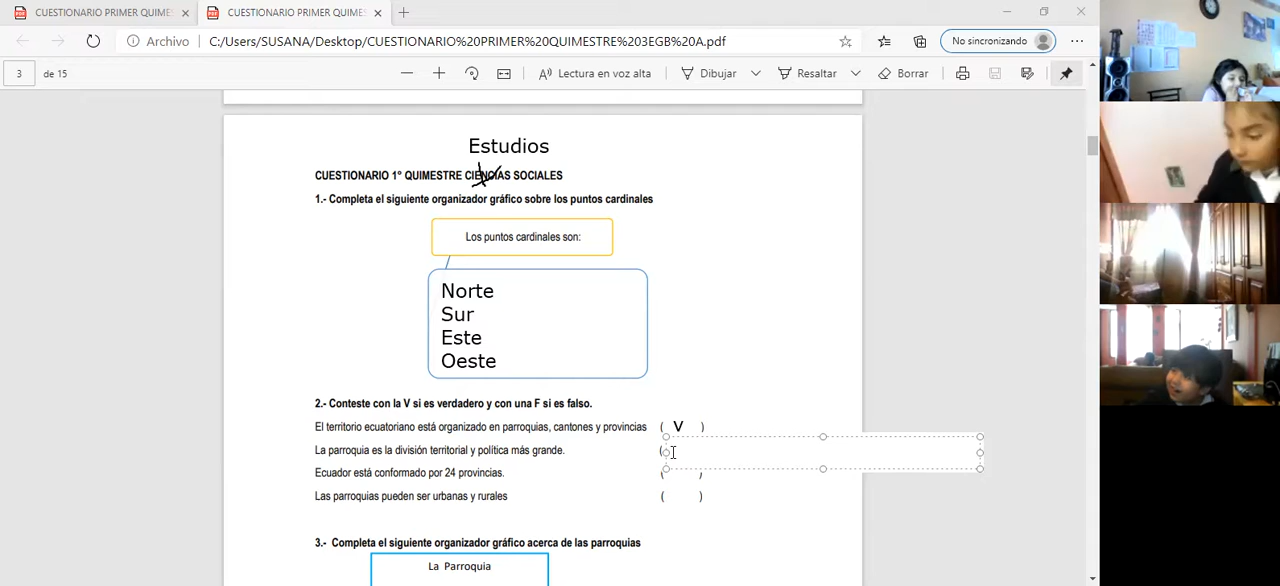 CUESTIONARIO PRIMER QUIMES
CUESTIONARIO PRIMER QUIMES
Archivo C:/Users/SUSANA/Desktop/CUESTIONARIO%20PRIMER%20QUIMESTRE%203EGB%20A.pdf No sincronizando
3 de 15 Lectura en voz alta Dibujar Resaltar Borrar
Estudios
CUESTIONARIO 1° QUIMESTRE CIENCIAS SOCIALES
1.- Completa el siguiente organizador gráfico sobre los puntos cardinales
Los puntos cardinales son:
Norte
Sur
Este
Oeste
2.- Conteste con la V si es verdadero y con una F si es falso.
El territorio ecuatoriano está organizado en parroquias, cantones y provincias ( V )
La parroquia es la división territorial y política más grande. (
Ecuador está conformado por 24 provincias. ( )
Las parroquias pueden ser urbanas y rurales ( )
3.- Completa el siguiente organizador gráfico acerca de las parroquias
La Parroquia